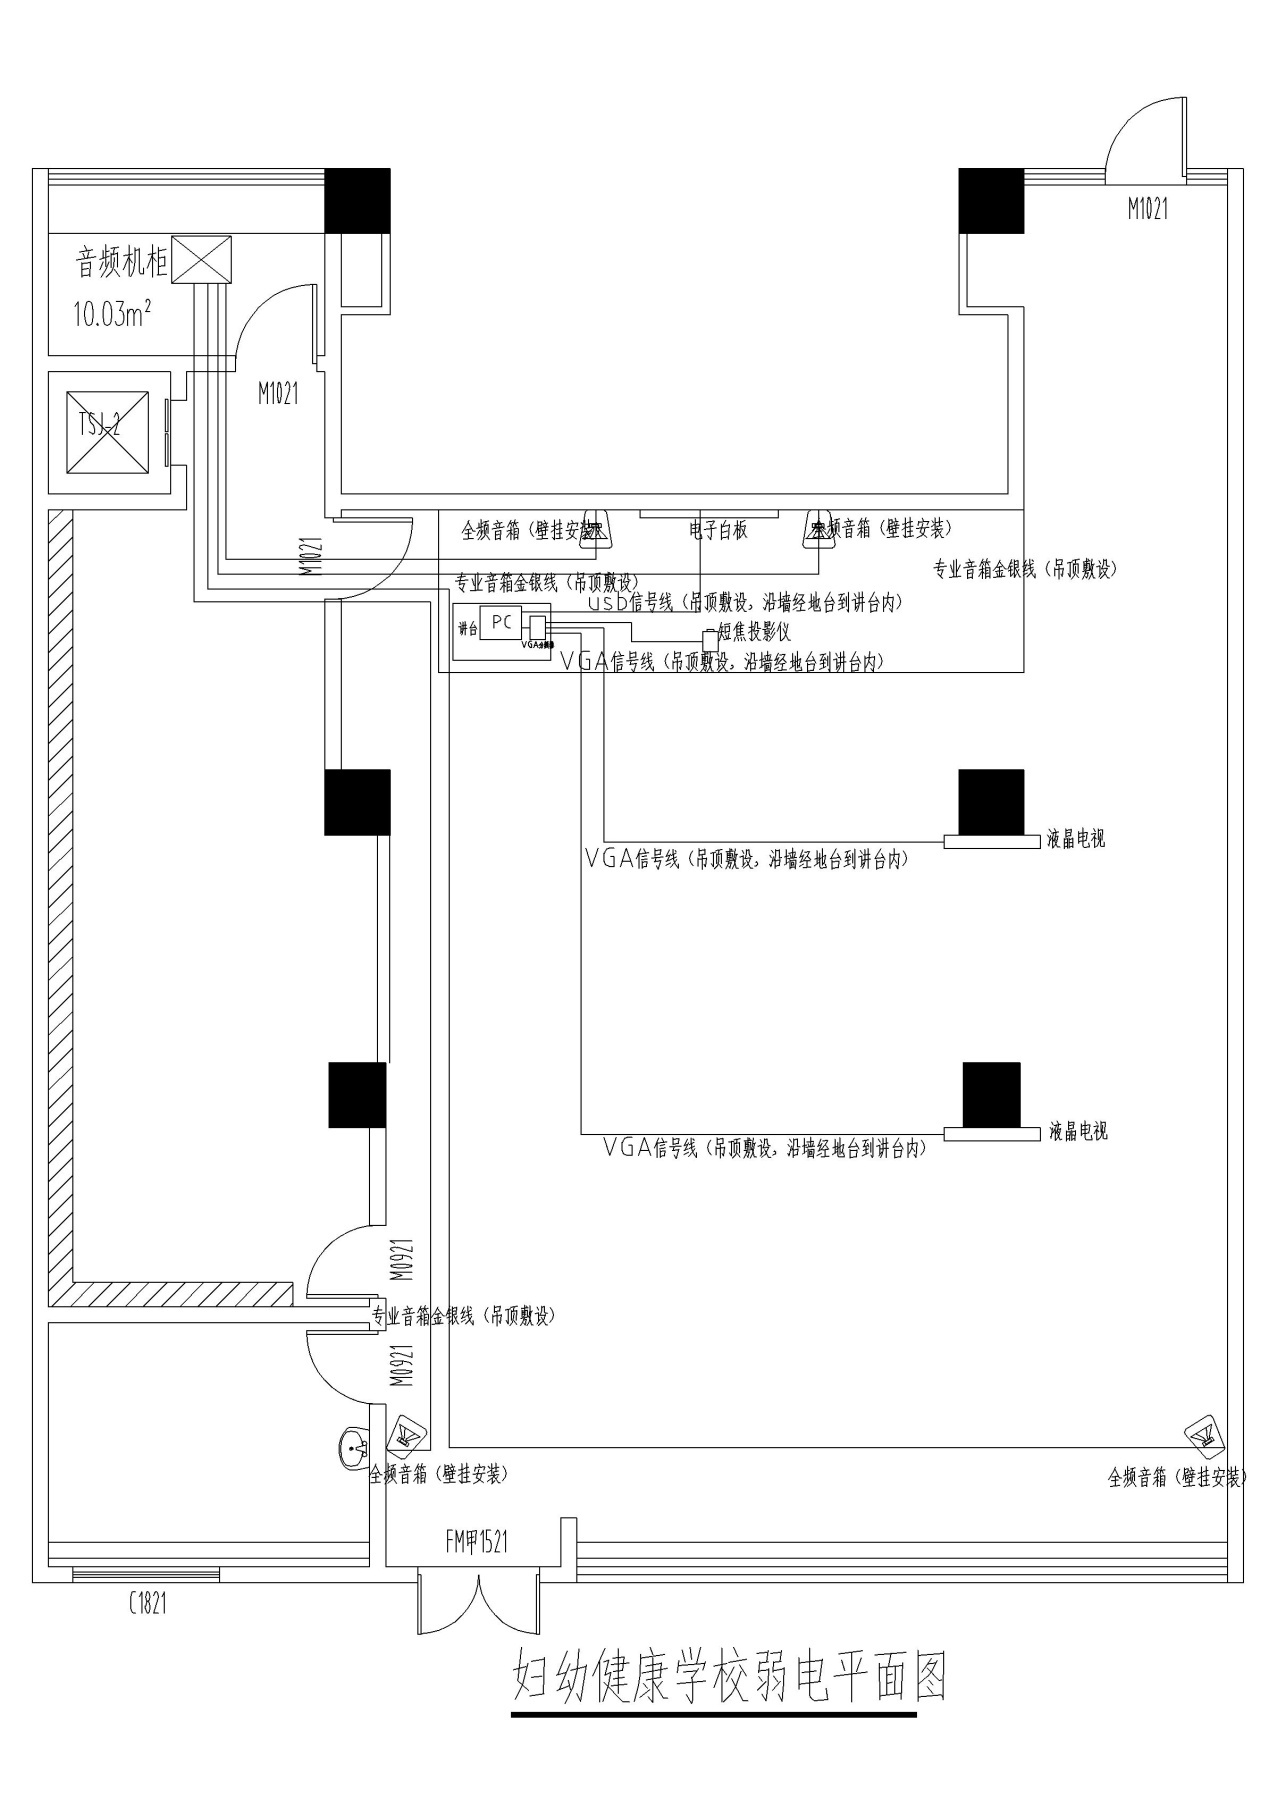 M1021
音频机柜
10.03m²
M1021
TSJ-2
全频音箱（壁挂安装）
电子白板
全频音箱（壁挂安装）
M1021
专业音箱金银线（吊顶敷设）
专业音箱金银线（吊顶敷设）
usb信号线（吊顶敷设，沿墙经地台到讲台内）
讲台
PC
短焦投影仪
VGA分频器
VGA信号线（吊顶敷设，沿墙经地台到讲台内）
液晶电视
VGA信号线（吊顶敷设，沿墙经地台到讲台内）
液晶电视
VGA信号线（吊顶敷设，沿墙经地台到讲台内）
M0921
专业音箱金银线（吊顶敷设）
M0921
全频音箱（壁挂安装）
全频音箱（壁挂安装）
FM甲1521
C1821
妇幼健康学校弱电平面图